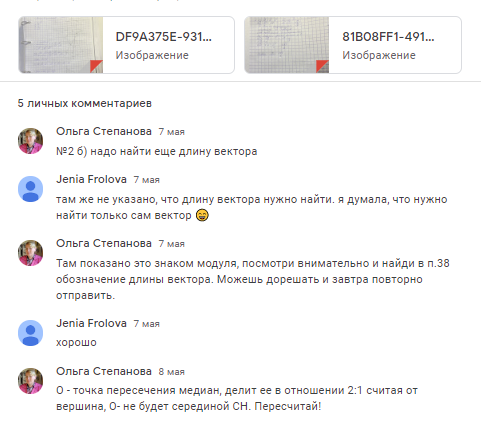 DF9A375E-931...
Изображение
81B08FF1-491...
Изображение
5 личных комментариев
Ольга Степанова 7 мая
№2 б) надо найти еще длину вектора
Jenia Frolova 7 мая
там же не указано, что длину вектора нужно найти. я думала, что нужно
найти только сам вектор 😄
Ольга Степанова 7 мая
Там показано это знаком модуля, посмотри внимательно и найди в п.38
обозначение длины вектора. Можешь дорешать и завтра повторно
отправить.
Jenia Frolova 7 мая
хорошо
Ольга Степанова 8 мая
О - точка пересечения медиан, делит ее в отношении 2:1 считая от
вершина, О- не будет серединой СН. Пересчитай!